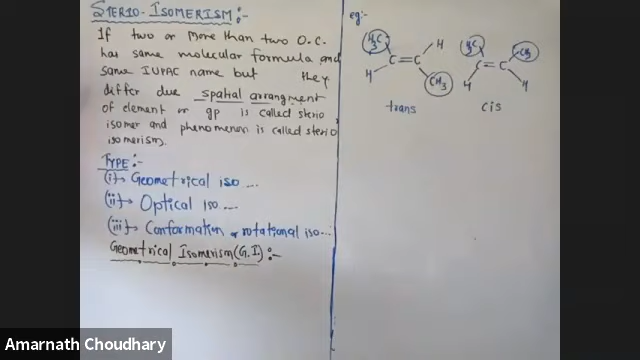 STERIO-ISOMERISM:-
If two or more than two O.C.
has same molecular formula and
same IUPAC name but they
differ due spatial arrangment
of element or gp is called sterio
isomer and phenomenon is called sterio
isomerism.
TYPE:-
(i)→ Geometrical iso ...
(ii)→ Optical iso ...
(iii)→ Conformation or rotational iso...
Geometrical Isomerism(G.I):-
eg:-
H3C H
C=C
H CH3
trans
H3C CH3
C=C
H H
cis
Amarnath Choudhary